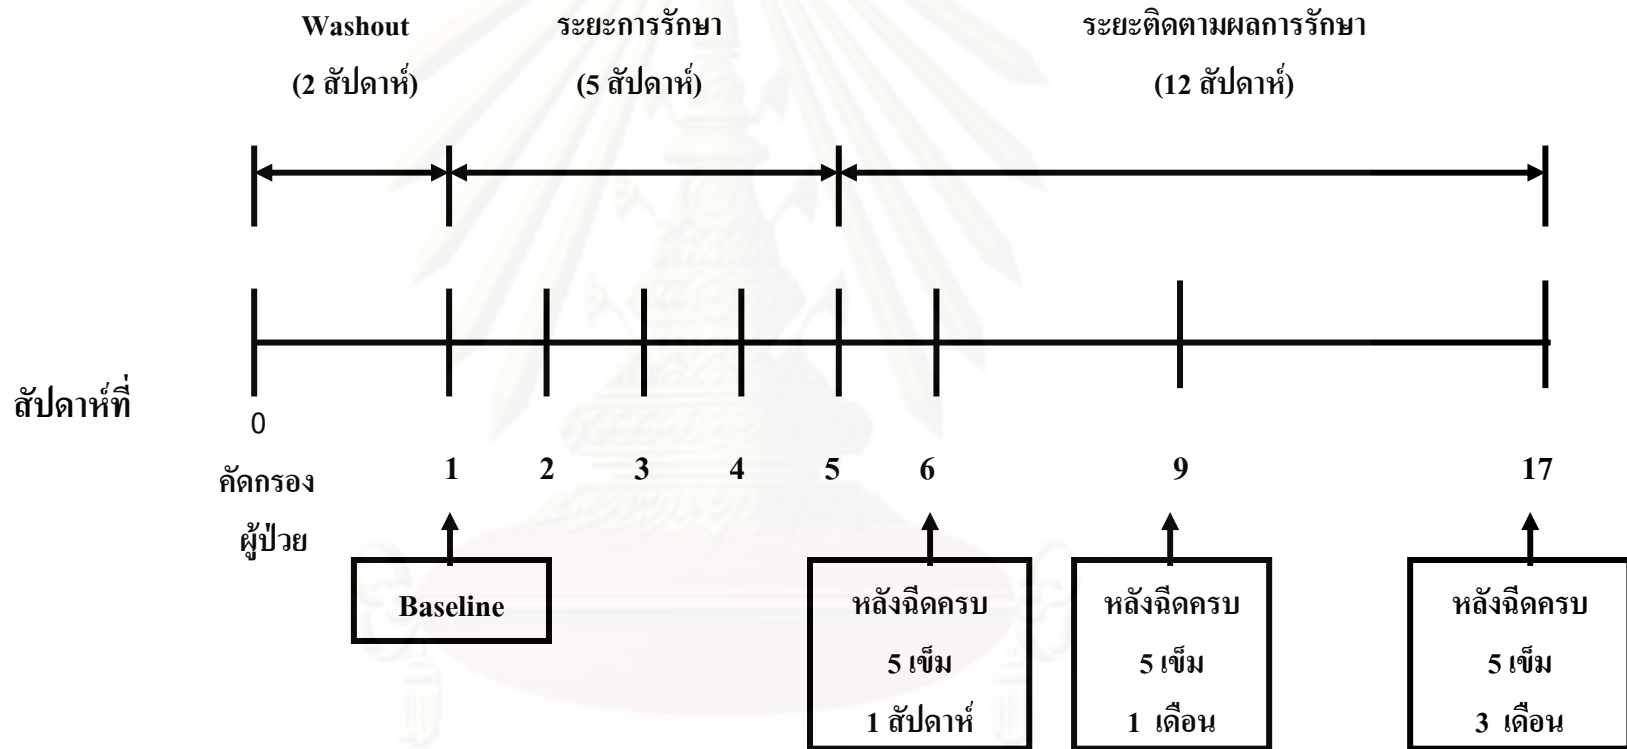 Washout ระยะการรักษา ระยะติดตามผลการรักษา
(2 สัปดาห์) (5 สัปดาห์) (12 สัปดาห์)
สัปดาห์ที่
0
คัดกรอง
ผู้ป่วย
1 2 3 4 5 6 9 17
Baseline
หลังฉีดครบ
5 เข็ม
1 สัปดาห์
หลังฉีดครบ
5 เข็ม
1 เดือน
หลังฉีดครบ
5 เข็ม
3 เดือน